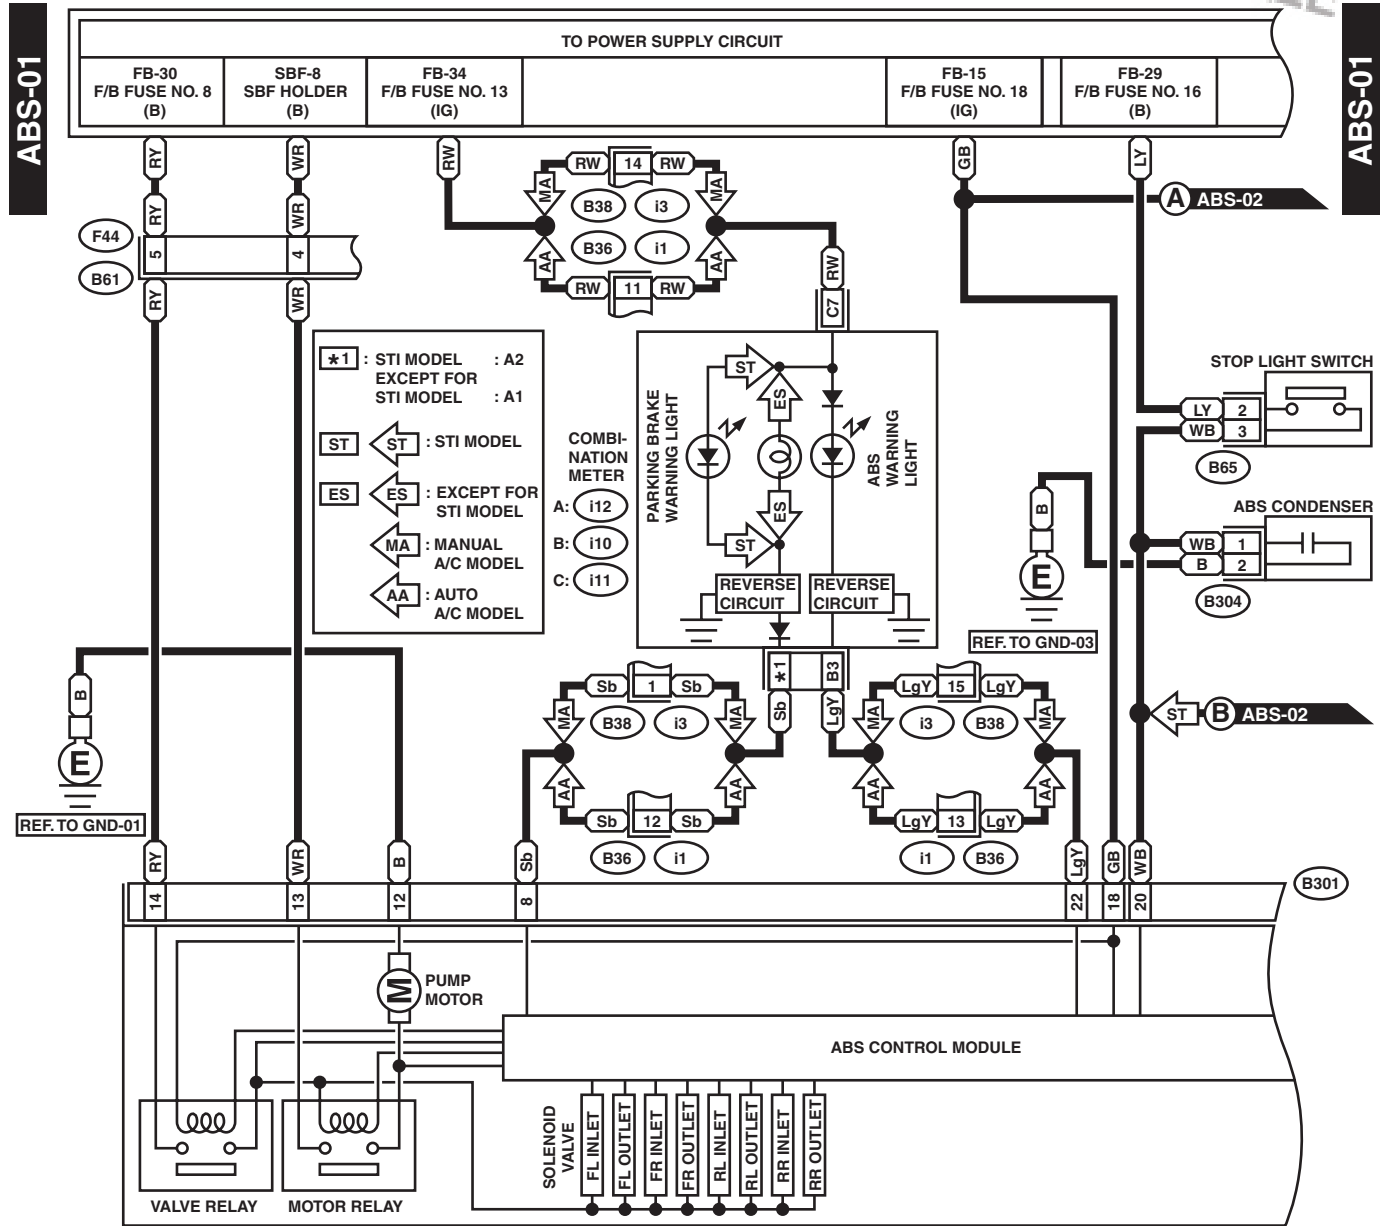 ABS-01
ABS-01
TO POWER SUPPLY CIRCUIT
FB-30
F/B FUSE NO. 8
(B)
SBF-8
SBF HOLDER
(B)
FB-34
F/B FUSE NO. 13
(IG)
FB-15
F/B FUSE NO. 18
(IG)
FB-29
F/B FUSE NO. 16
(B)
RY
WR
RW
GB
LY
RY
WR
RW 14 RW
MA
MA
B38
i3
B36
i1
AA
AA
RW 11 RW
A ABS-02
F44
B61
5
4
RY
WR
RW
C7
*1 : STI MODEL : A2
EXCEPT FOR
STI MODEL : A1
ST ST : STI MODEL
ES ES : EXCEPT FOR
STI MODEL
MA : MANUAL
A/C MODEL
AA : AUTO
A/C MODEL
COMBI-
NATION
METER
A: i12
B: i10
C: i11
PARKING BRAKE
WARNING LIGHT
ST
ES
ES
ST
ABS
WARNING
LIGHT
REVERSE
CIRCUIT
REVERSE
CIRCUIT
STOP LIGHT SWITCH
LY 2
WB 3
B65
ABS CONDENSER
WB 1
B 2
B304
B
E
REF. TO GND-03
*1
B3
Sb
LgY
Sb 1 Sb
MA
MA
B38
i3
AA
AA
Sb 12 Sb
B36
i1
LgY 15 LgY
MA
MA
i3
B38
AA
AA
LgY 13 LgY
i1
B36
ST B ABS-02
B
E
REF. TO GND-01
RY
WR
B
Sb
LgY
GB
WB
B301
14
13
12
8
22
18
20
M
PUMP
MOTOR
ABS CONTROL MODULE
SOLENOID
VALVE
FL INLET
FL OUTLET
FR INLET
FR OUTLET
RL INLET
RL OUTLET
RR INLET
RR OUTLET
VALVE RELAY
MOTOR RELAY